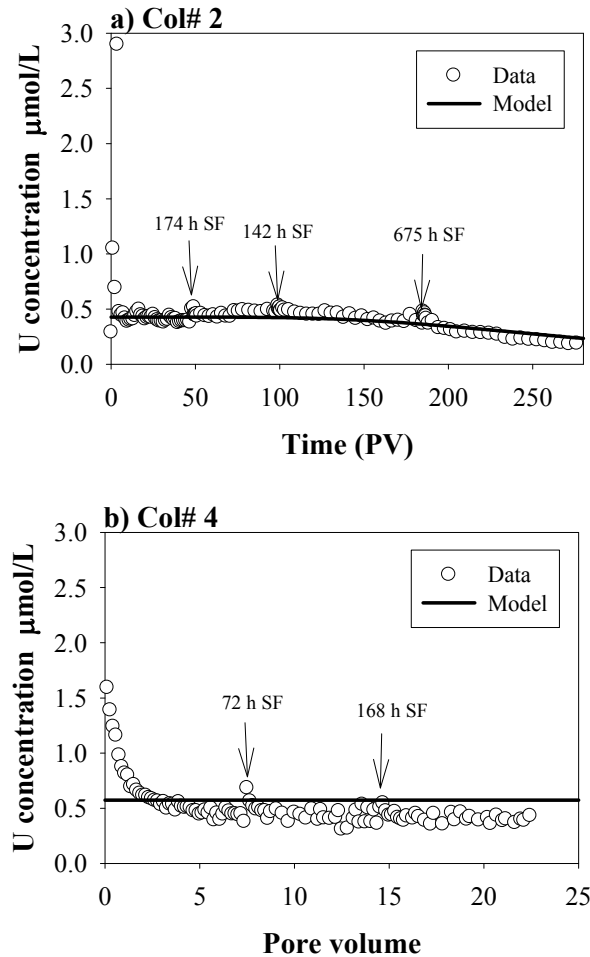 a) Col# 2
3.0
2.5
2.0
1.5
1.0
0.5
0.0
U concentration μmol/L
Data
Model
174 h SF
142 h SF
675 h SF
0 50 100 150 200 250
Time (PV)
b) Col# 4
3.0
2.5
2.0
1.5
1.0
0.5
0.0
U concentration μmol/L
Data
Model
72 h SF
168 h SF
0 5 10 15 20 25
Pore volume